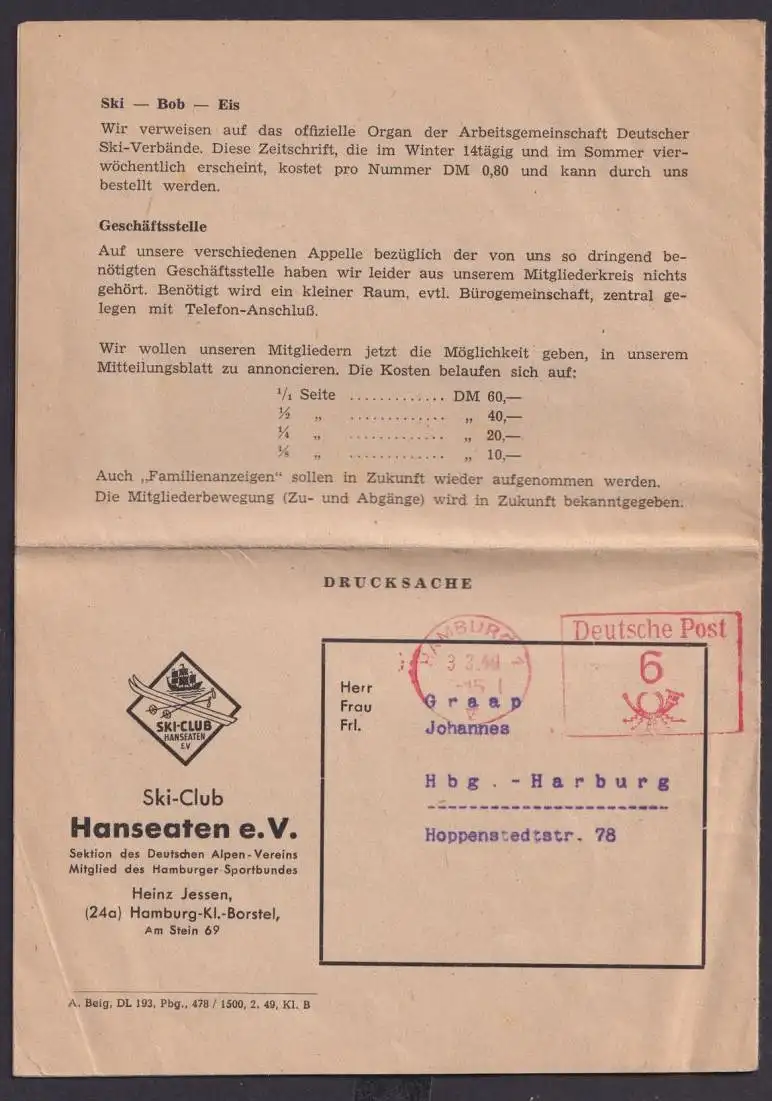 Ski — Bob — Eis
Wir verweisen auf das offizielle Organ der Arbeitsgemeinschaft Deutscher
Ski-Verbände. Diese Zeitschrift, die im Winter 14tägig und im Sommer vier-
wöchentlich erscheint, kostet pro Nummer DM 0,80 und kann durch uns
bestellt werden.
Geschäftsstelle
Auf unsere verschiedenen Appelle bezüglich der von uns so dringend be-
nötigten Geschäftsstelle haben wir leider aus unserem Mitgliederkreis nichts
gehört. Benötigt wird ein kleiner Raum, evtl. Bürogemeinschaft, zentral ge-
legen mit Telefon-Anschluß.
Wir wollen unseren Mitgliedern jetzt die Möglichkeit geben, in unserem
Mitteilungsblatt zu annoncieren. Die Kosten belaufen sich auf:
1/1 Seite ............. DM 60,—
½ „ ............. „ 40,—
¼ „ ............. „ 20,—
⅛ „ ............. „ 10,—
Auch „Familienanzeigen“ sollen in Zukunft wieder aufgenommen werden.
Die Mitgliederbewegung (Zu- und Abgänge) wird in Zukunft bekanntgegeben.
DRUCKSACHE
HAMBURG 1
3.3.49
-15
Deutsche Post
6
Herr
Frau
Frl.
Graap
Johannes
Hbg.-Harburg
Hoppenstedtstr. 78
SKI-CLUB
HANSEATEN
E.V
Ski-Club
Hanseaten e.V.
Sektion des Deutschen Alpen-Vereins
Mitglied des Hamburger Sportbundes
Heinz Jessen,
(24a) Hamburg-Kl.-Borstel,
Am Stein 69
A. Beig, DL 193, Pbg., 478 / 1500, 2. 49, Kl. B